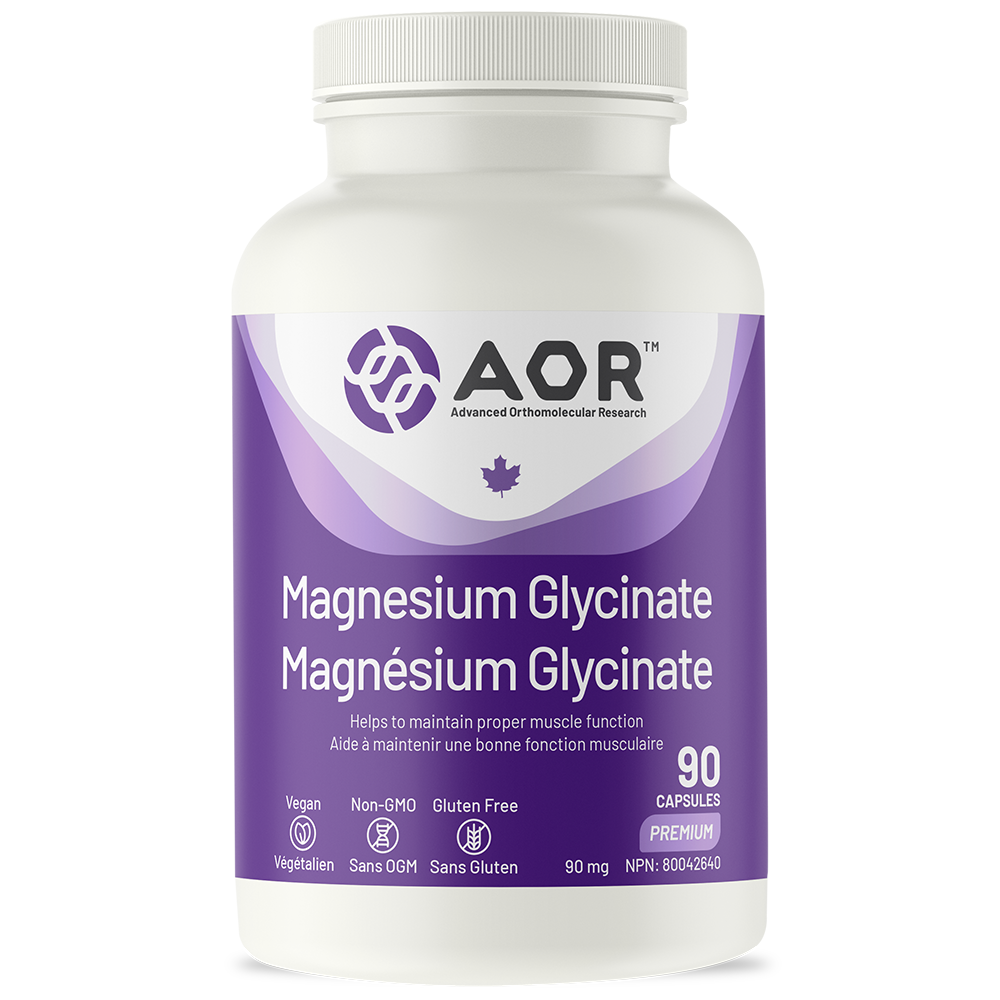 AOR™
Advanced Orthomolecular Research
Magnesium Glycinate
Magnésium Glycinate
Helps to maintain proper muscle function
Aide à maintenir une bonne fonction musculaire
90
CAPSULES
PREMIUM
Vegan Non-GMO Gluten Free
Végétalien Sans OGM Sans Gluten
90 mg NPN: 80042640